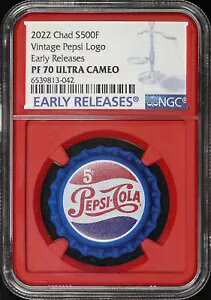 2022 Chad S500F
Vintage Pepsi Logo
Early Releases
PF 70 ULTRA CAMEO
6539813-042
EARLY RELEASES
NGC
5¢
PEPSI-COLA